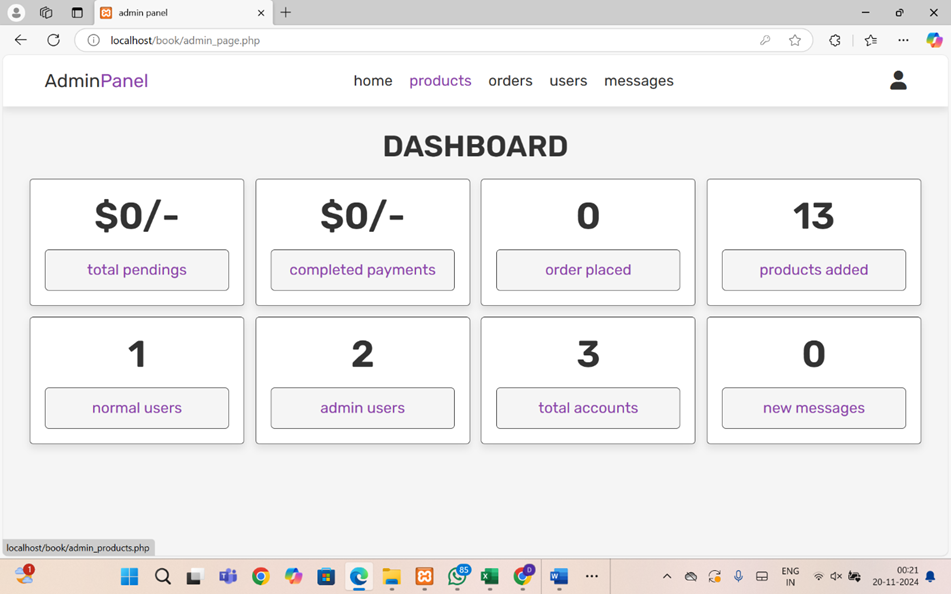 admin panel
localhost/book/admin_page.php
AdminPanel
home products orders users messages
DASHBOARD
$0/- $0/- 0 13
total pendings completed payments order placed products added
1 2 3 0
normal users admin users total accounts new messages
localhost/book/admin_products.php
1 85 D ENG 00:21
IN 20-11-2024